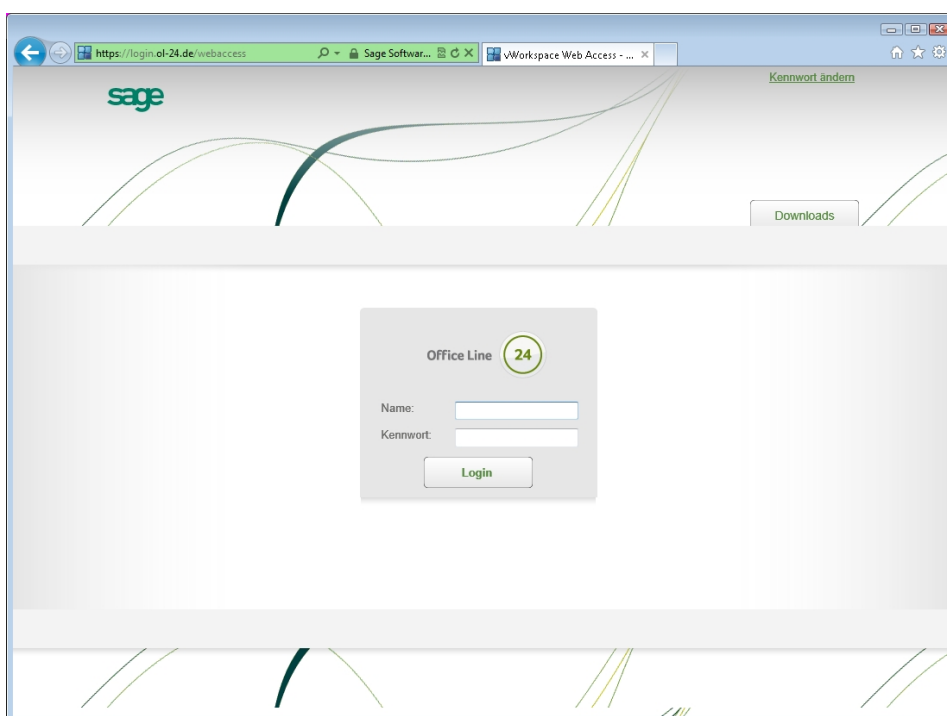 https://login.ol-24.de/webaccess
Sage Softwar...
vWorkspace Web Access - ...
Kennwort ändern
sage
Downloads
Office Line 24
Name:
Kennwort:
Login